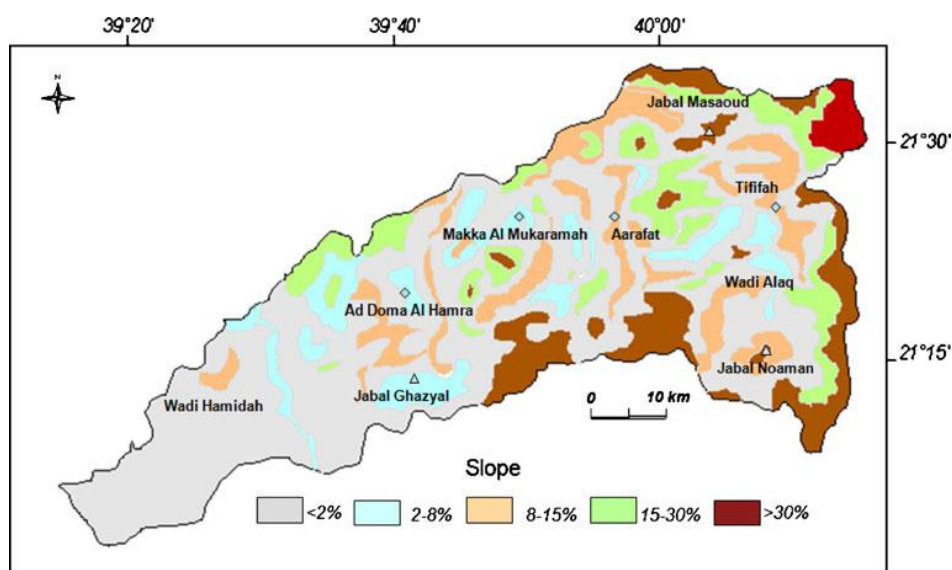 39°20'
39°40'
40°00'
N
Jabal Masaoud
21°30'
Tififah
Makka Al Mukaramah
Aarafat
Wadi Alaq
Ad Doma Al Hamra
21°15'
Jabal Noaman
Jabal Ghazyal
Wadi Hamidah
0 10 km
Slope
<2% 2-8% 8-15% 15-30% >30%